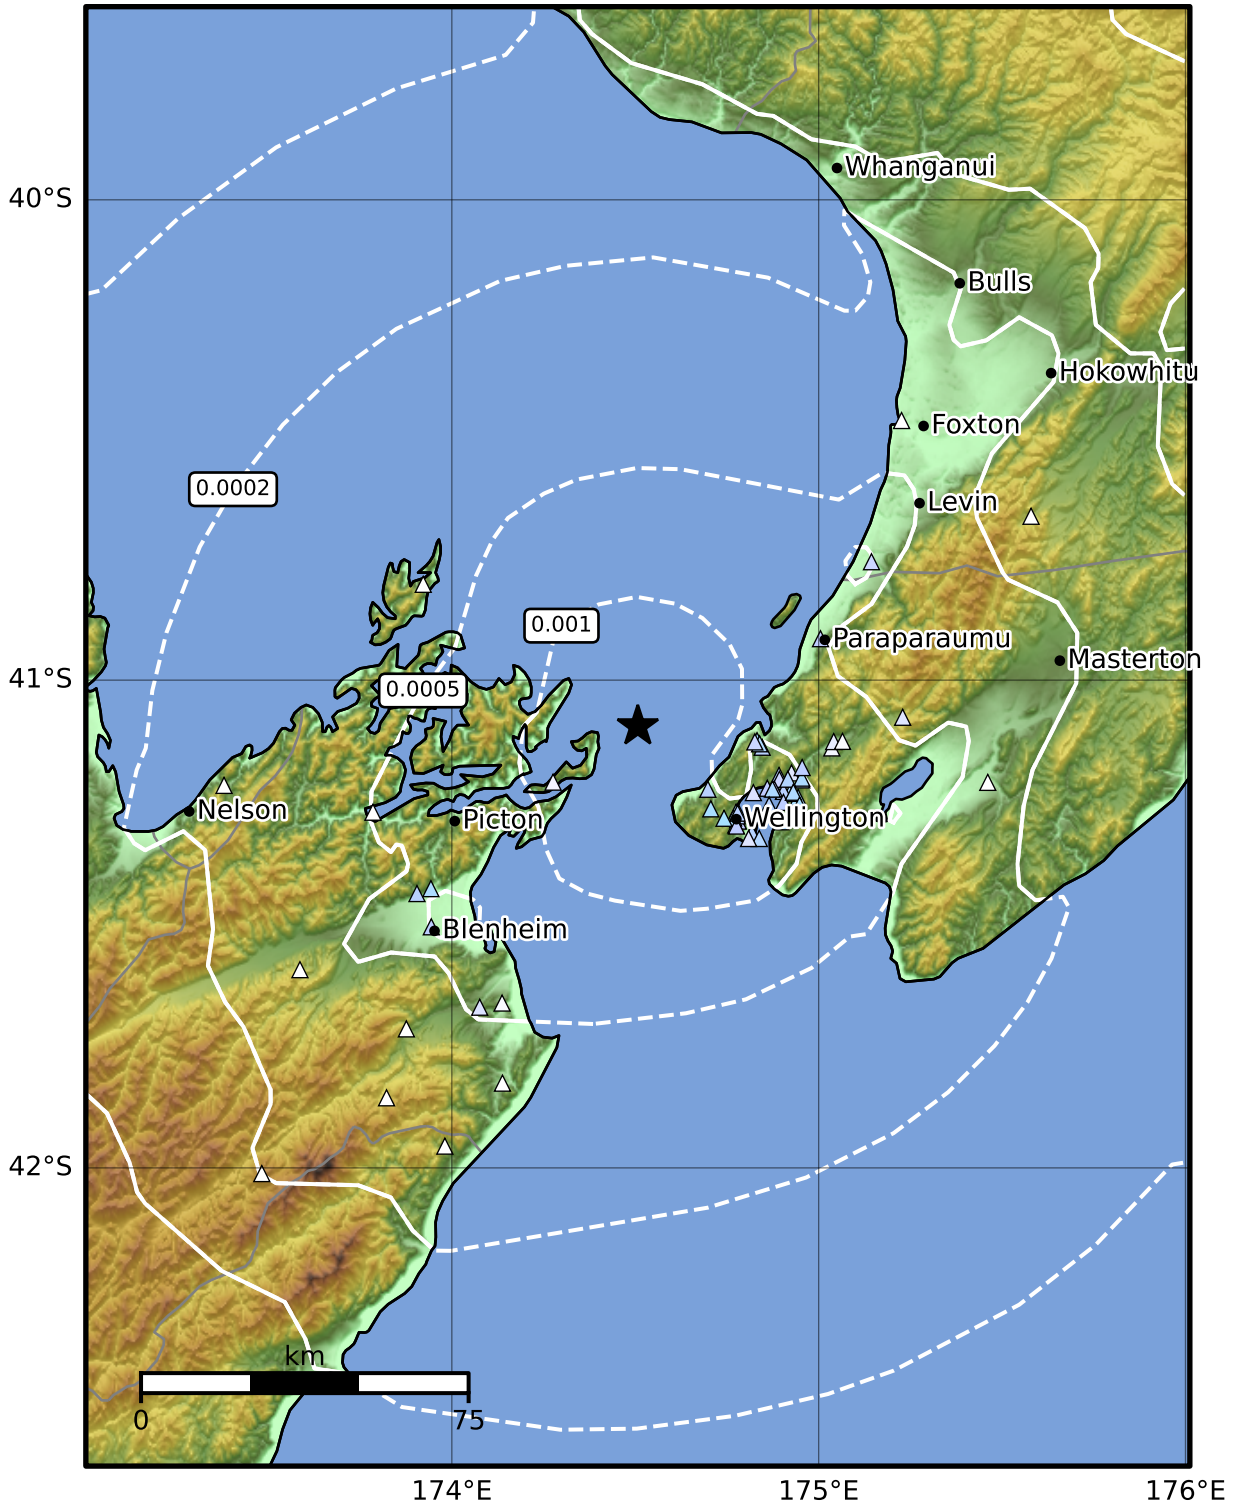 Whanganui
40°S
Bulls
Hokowhitu
Foxton
0.0002
Levin
0.001
Paraparaumu
Masterton
41°S
0.0005
Nelson
Picton
Wellington
Blenheim
42°S
km
0
75
174°E
175°E
176°E